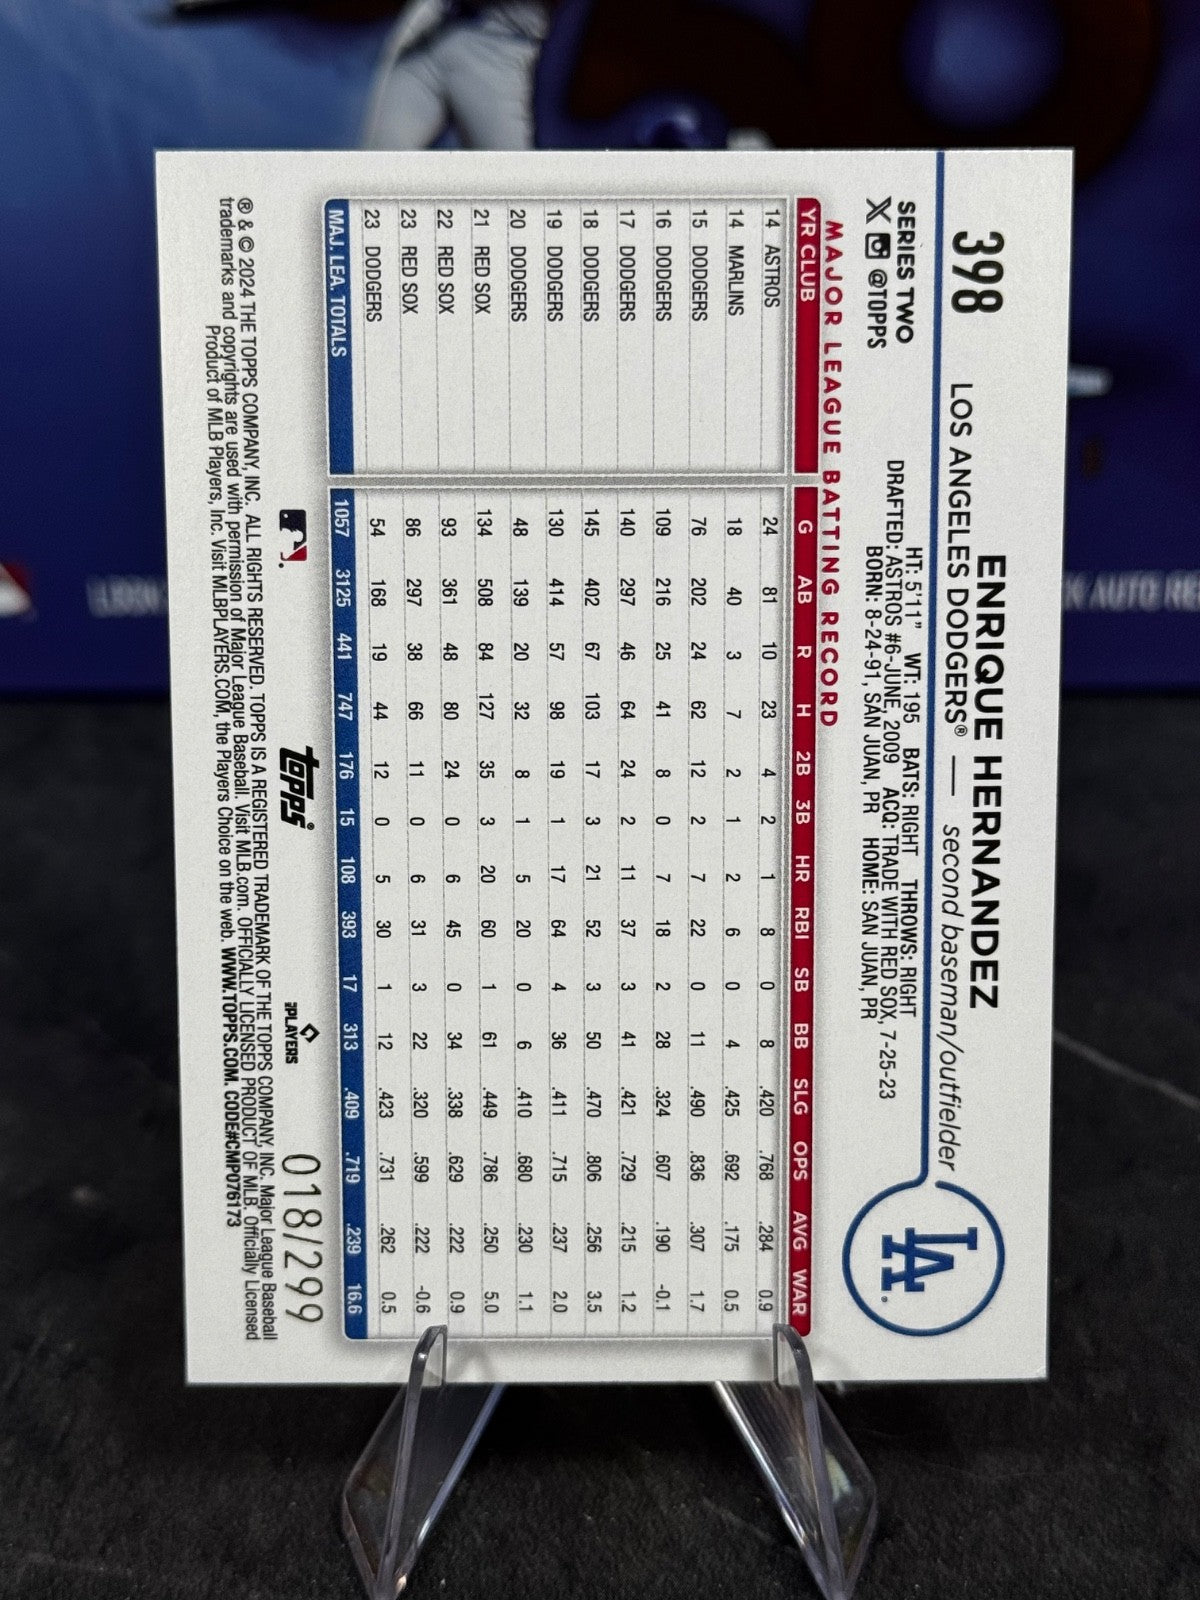 398
ENRIQUE HERNANDEZ
LOS ANGELES DODGERS® — second baseman/outfielder
SERIES TWO
@TOPPS
HT: 5'11" WT: 195 BATS: RIGHT THROWS: RIGHT
DRAFTED: ASTROS #6-JUNE, 2009 ACQ: TRADE WITH RED SOX, 7-25-23
BORN: 8-24-91, SAN JUAN, PR HOME: SAN JUAN, PR
LA
MAJOR LEAGUE BATTING RECORD
YR CLUB G AB R H 2B 3B HR RBI SB BB SLG OPS AVG WAR
14 ASTROS 24 81 10 23 4 2 1 8 0 8 .420 .768 .284 0.9
14 MARLINS 18 40 3 7 2 1 2 6 0 4 .425 .692 .175 0.5
15 DODGERS 76 202 24 62 12 2 7 22 0 11 .490 .836 .307 1.7
16 DODGERS 109 216 25 41 8 0 7 18 2 28 .324 .607 .190 -0.1
17 DODGERS 140 297 46 64 24 2 11 37 3 41 .421 .729 .215 1.2
18 DODGERS 145 402 67 103 17 3 21 52 3 50 .470 .806 .256 3.5
19 DODGERS 130 414 57 98 19 1 17 64 4 36 .411 .715 .237 2.0
20 DODGERS 48 139 20 32 8 1 5 20 0 6 .410 .680 .230 1.1
21 RED SOX 134 508 84 127 35 3 20 60 1 61 .449 .786 .250 5.0
22 RED SOX 93 361 48 80 24 0 6 45 0 34 .338 .629 .222 0.9
23 RED SOX 86 297 38 66 11 0 6 31 3 22 .320 .599 .222 -0.6
23 DODGERS 54 168 19 44 12 0 5 30 1 12 .423 .731 .262 0.5
MAJ. LEA. TOTALS 1057 3125 441 747 176 15 108 393 17 313 .409 .719 .239 16.6
topps®
PLAYERS
018/299
® & © 2024 THE TOPPS COMPANY, INC. ALL RIGHTS RESERVED. TOPPS IS A REGISTERED TRADEMARK OF THE TOPPS COMPANY, INC. Major League Baseball
trademarks and copyrights are used with permission of Major League Baseball. Visit MLB.com. OFFICIALLY LICENSED PRODUCT OF MLB. Officially Licensed
Product of MLB Players, Inc. Visit MLBPLAYERS.COM, the Players Choice on the web. WWW.TOPPS.COM. CODE#CMP076173